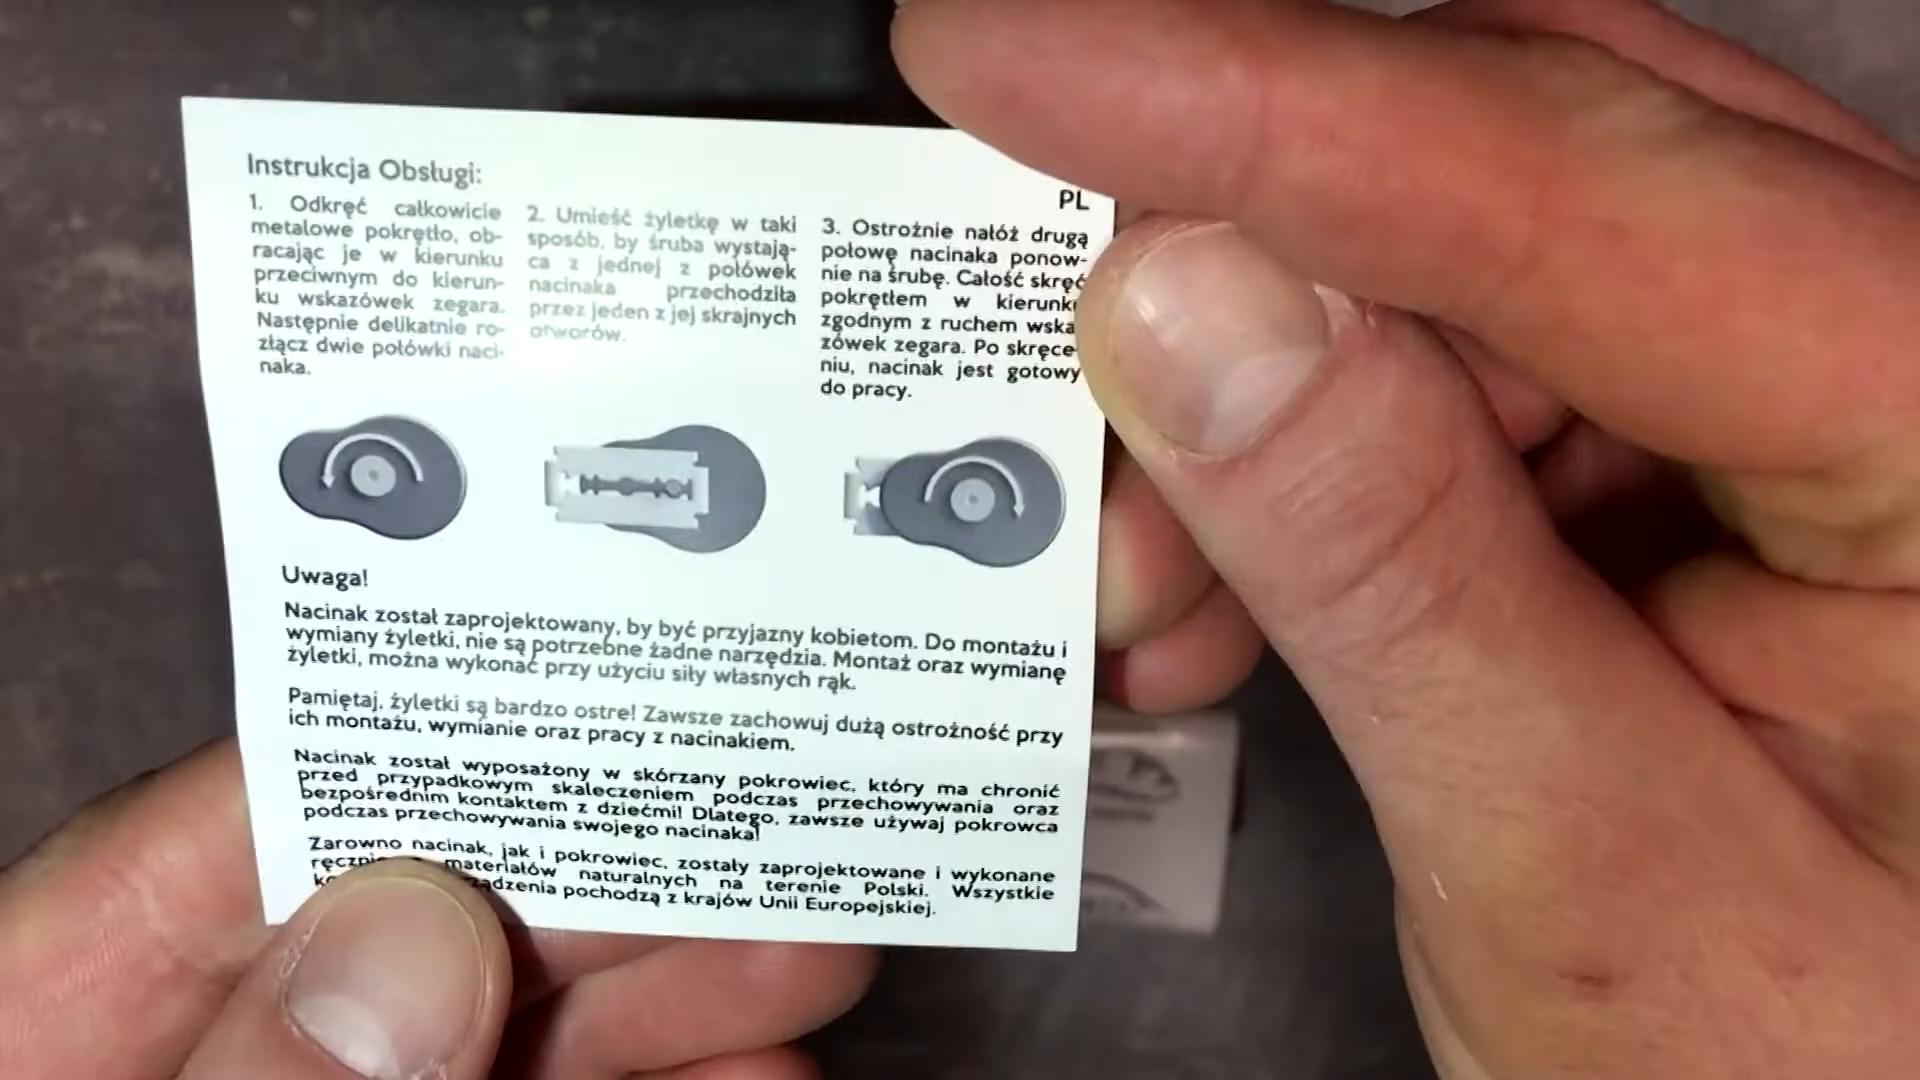 Instrukcja Obsługi:
PL
1. Odkręć całkowicie
metalowe pokrętło, ob-
racając je w kierunku
przeciwnym do kierun-
ku wskazówek zegara.
Następnie delikatnie ro-
złącz dwie połówki naci-
naka.
2. Umieść żyletkę w taki
sposób, by śruba wystają-
ca z jednej z połówek
nacinaka przechodziła
przez jeden z jej skrajnych
otworów.
3. Ostrożnie nałóż drugą
połowę nacinaka ponow-
nie na śrubę. Całość skręć
pokrętłem w kierunku
zgodnym z ruchem wska
zówek zegara. Po skręce-
niu, nacinak jest gotowy
do pracy.
Uwaga!
Nacinak został zaprojektowany, by być przyjazny kobietom. Do montażu i
wymiany żyletki, nie są potrzebne żadne narzędzia. Montaż oraz wymianę
żyletki, można wykonać przy użyciu siły własnych rąk.
Pamiętaj, żyletki są bardzo ostre! Zawsze zachowuj dużą ostrożność przy
ich montażu, wymianie oraz pracy z nacinakiem.
Nacinak został wyposażony w skórzany pokrowiec, który ma chronić
przed przypadkowym skaleczeniem podczas przechowywania oraz
bezpośrednim kontaktem z dziećmi! Dlatego, zawsze używaj pokrowca
podczas przechowywania swojego nacinaka!
Zarowno nacinak, jak i pokrowiec, zostały zaprojektowane i wykonane
materiałów naturalnych na terenie Polski. Wszystkie
pochodzą z krajów Unii Europejskiej.